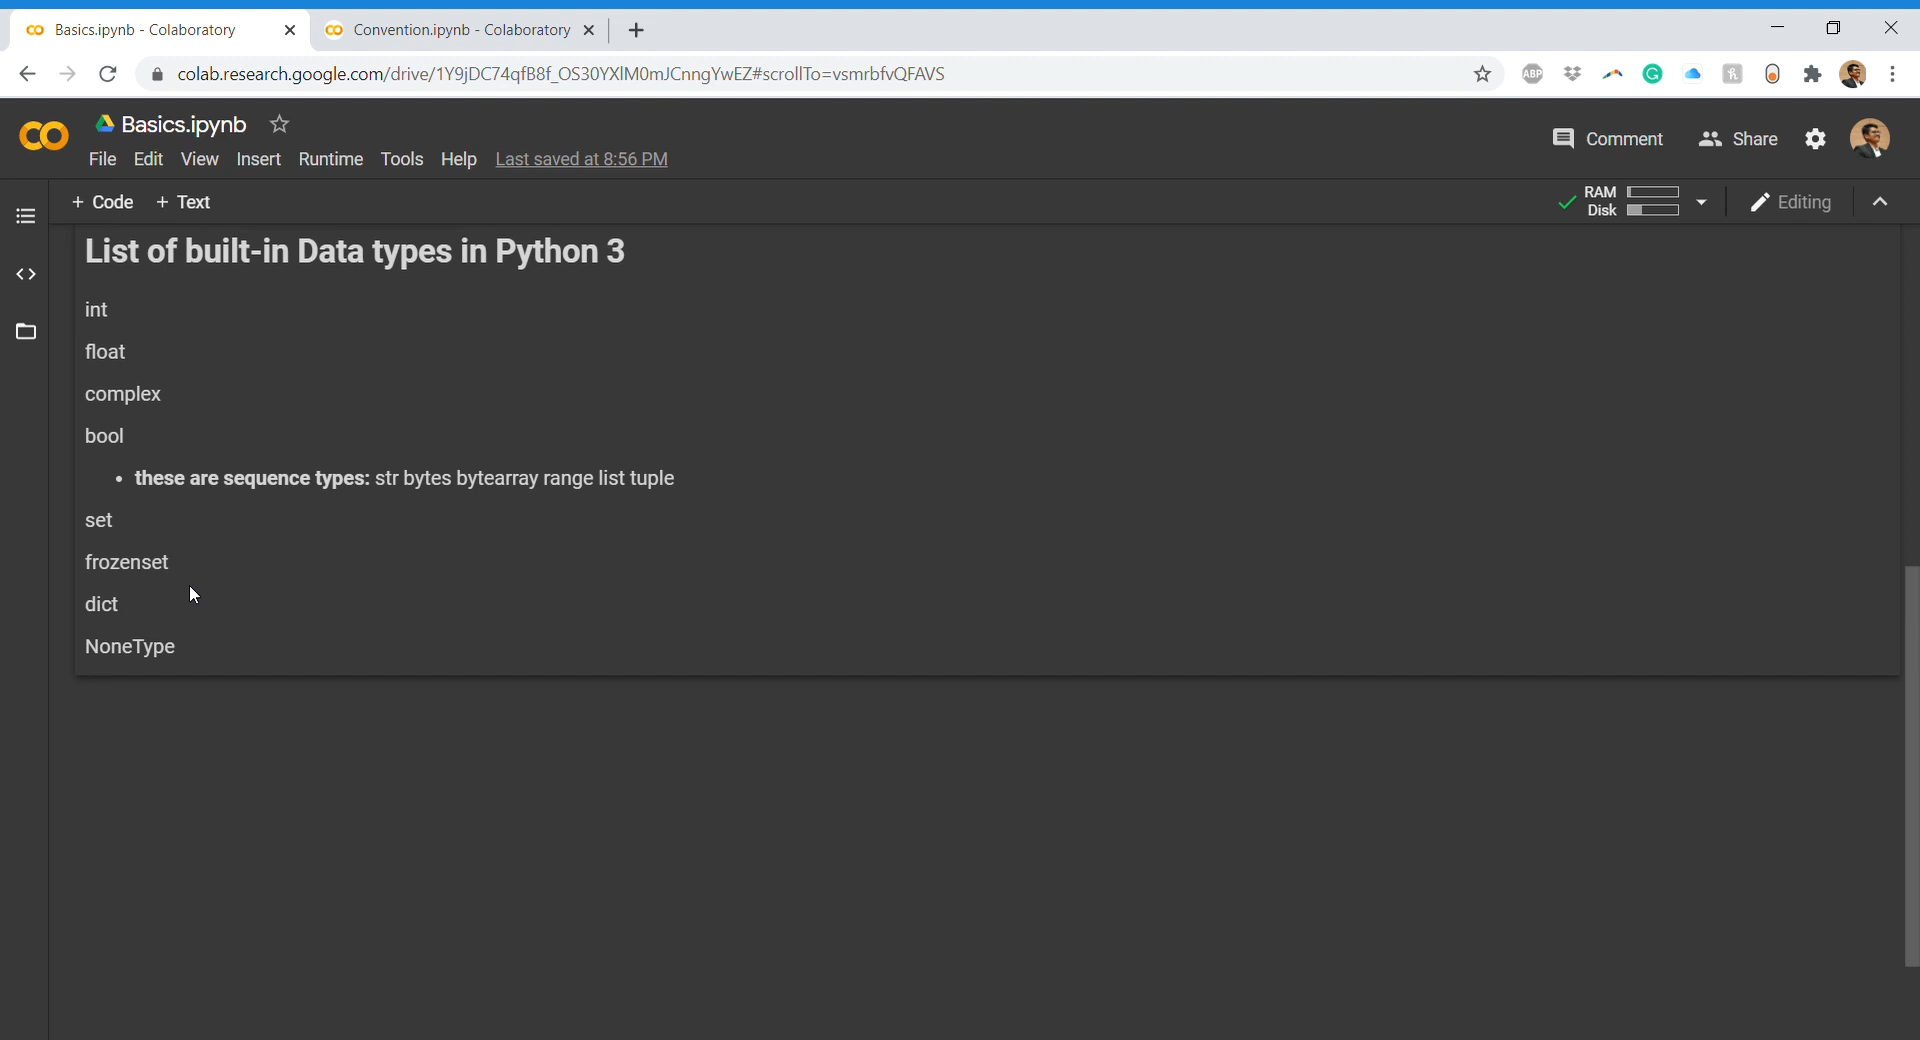 Basics.ipynb - Colaboratory
Convention.ipynb - Colaboratory
colab.research.google.com/drive/1Y9jDC74qfB8f_OS30YXIM0mJCnngYwEZ#scrollTo=vsmrbfvQFAVS
ABP
CO
Basics.ipynb
File Edit View Insert Runtime Tools Help Last saved at 8:56 PM
Comment Share
+ Code + Text
RAM
Disk
Editing
List of built-in Data types in Python 3
int
float
complex
bool
• these are sequence types: str bytes bytearray range list tuple
set
frozenset
dict
NoneType